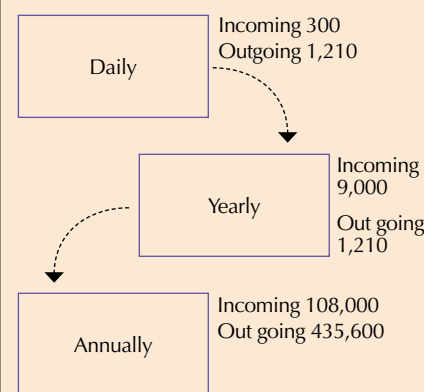 Incoming 300
Outgoing 1,210
Daily
Incoming
9,000
Yearly
Out going
1,210
Incoming 108,000
Out going 435,600
Annually